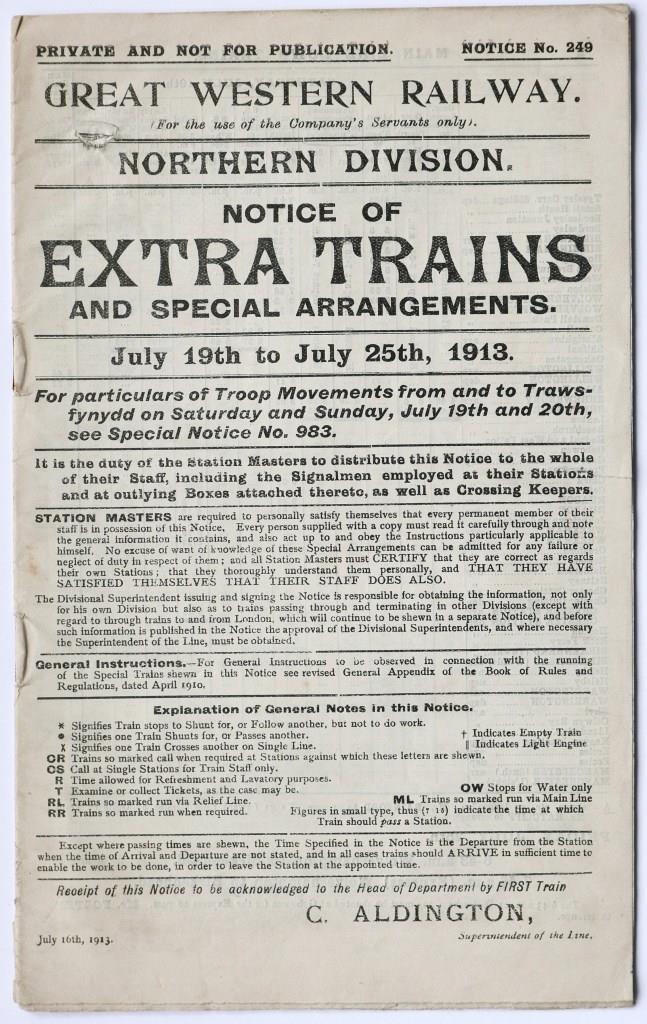 PRIVATE AND NOT FOR PUBLICATION. NOTICE No. 249
GREAT WESTERN RAILWAY.
(For the use of the Company's Servants only).
NORTHERN DIVISION.
NOTICE OF
EXTRA TRAINS
AND SPECIAL ARRANGEMENTS.
July 19th to July 25th, 1913.
For particulars of Troop Movements from and to Traws-
fynydd on Saturday and Sunday, July 19th and 20th,
see Special Notice No. 983.
It is the duty of the Station Masters to distribute this Notice to the whole
of their Staff, including the Signalmen employed at their Stations
and at outlying Boxes attached thereto, as well as Crossing Keepers.
STATION MASTERS are required to personally satisfy themselves that every permanent member of their
staff is in possession of this Notice. Every person supplied with a copy must read it carefully through and note
the general information it contains, and also act up to and obey the Instructions particularly applicable to
himself. No excuse of want of knowledge of these Special Arrangements can be admitted for any failure or
neglect of duty in respect of them; and all Station Masters must CERTIFY that they are correct as regards
their own Stations; that they thoroughly understand them personally, and THAT THEY HAVE
SATISFIED THEMSELVES THAT THEIR STAFF DOES ALSO.
The Divisional Superintendent issuing and signing the Notice is responsible for obtaining the information, not only
for his own Division but also as to trains passing through and terminating in other Divisions (except with
regard to through trains to and from London, which will continue to be shewn in a separate Notice), and before
such information is published in the Notice the approval of the Divisional Superintendents, and where necessary
the Superintendent of the Line, must be obtained.
General Instructions.—For General Instructions to be observed in connection with the running
of the Special Trains shewn in this Notice see revised General Appendix of the Book of Rules and
Regulations, dated April 1910.
Explanation of General Notes in this Notice.
* Signifies Train stops to Shunt for, or Follow another, but not to do work.
● Signifies one Train Shunts for, or Passes another. † Indicates Empty Train
X Signifies one Train Crosses another on Single Line. ‖ Indicates Light Engine
CR Trains so marked call when required at Stations against which these letters are shewn.
CS Call at Single Stations for Train Staff only.
R Time allowed for Refreshment and Lavatory purposes.
T Examine or collect Tickets, as the case may be. OW Stops for Water only
RL Trains so marked run via Relief Line. ML Trains so marked run via Main Line
RR Trains so marked run when required. Figures in small type, thus (7 16) indicate the time at which
Train should pass a Station.
Except where passing times are shewn, the Time Specified in the Notice is the Departure from the Station
when the time of Arrival and Departure are not stated, and in all cases trains should ARRIVE in sufficient time to
enable the work to be done, in order to leave the Station at the appointed time.
Receipt of this Notice to be acknowledged to the Head of Department by FIRST Train
C. ALDINGTON,
July 16th, 1913. Superintendent of the Line.